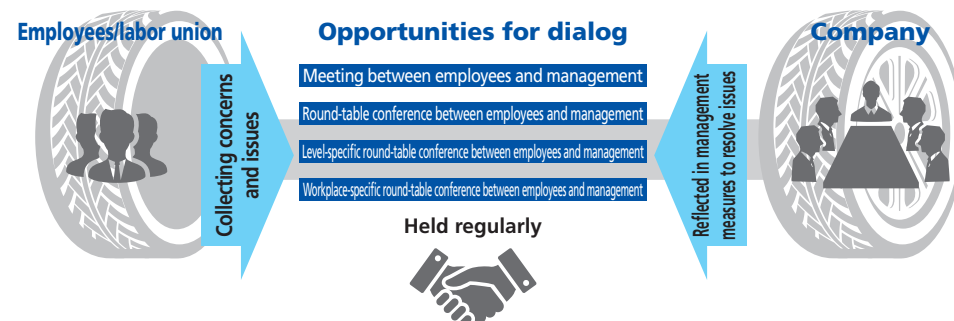 Employees/labor union
Opportunities for dialog
Company
Collecting concerns
and issues
Meeting between employees and management
Round-table conference between employees and management
Level-specific round-table conference between employees and management
Workplace-specific round-table conference between employees and management
Held regularly
Reflected in management
measures to resolve issues